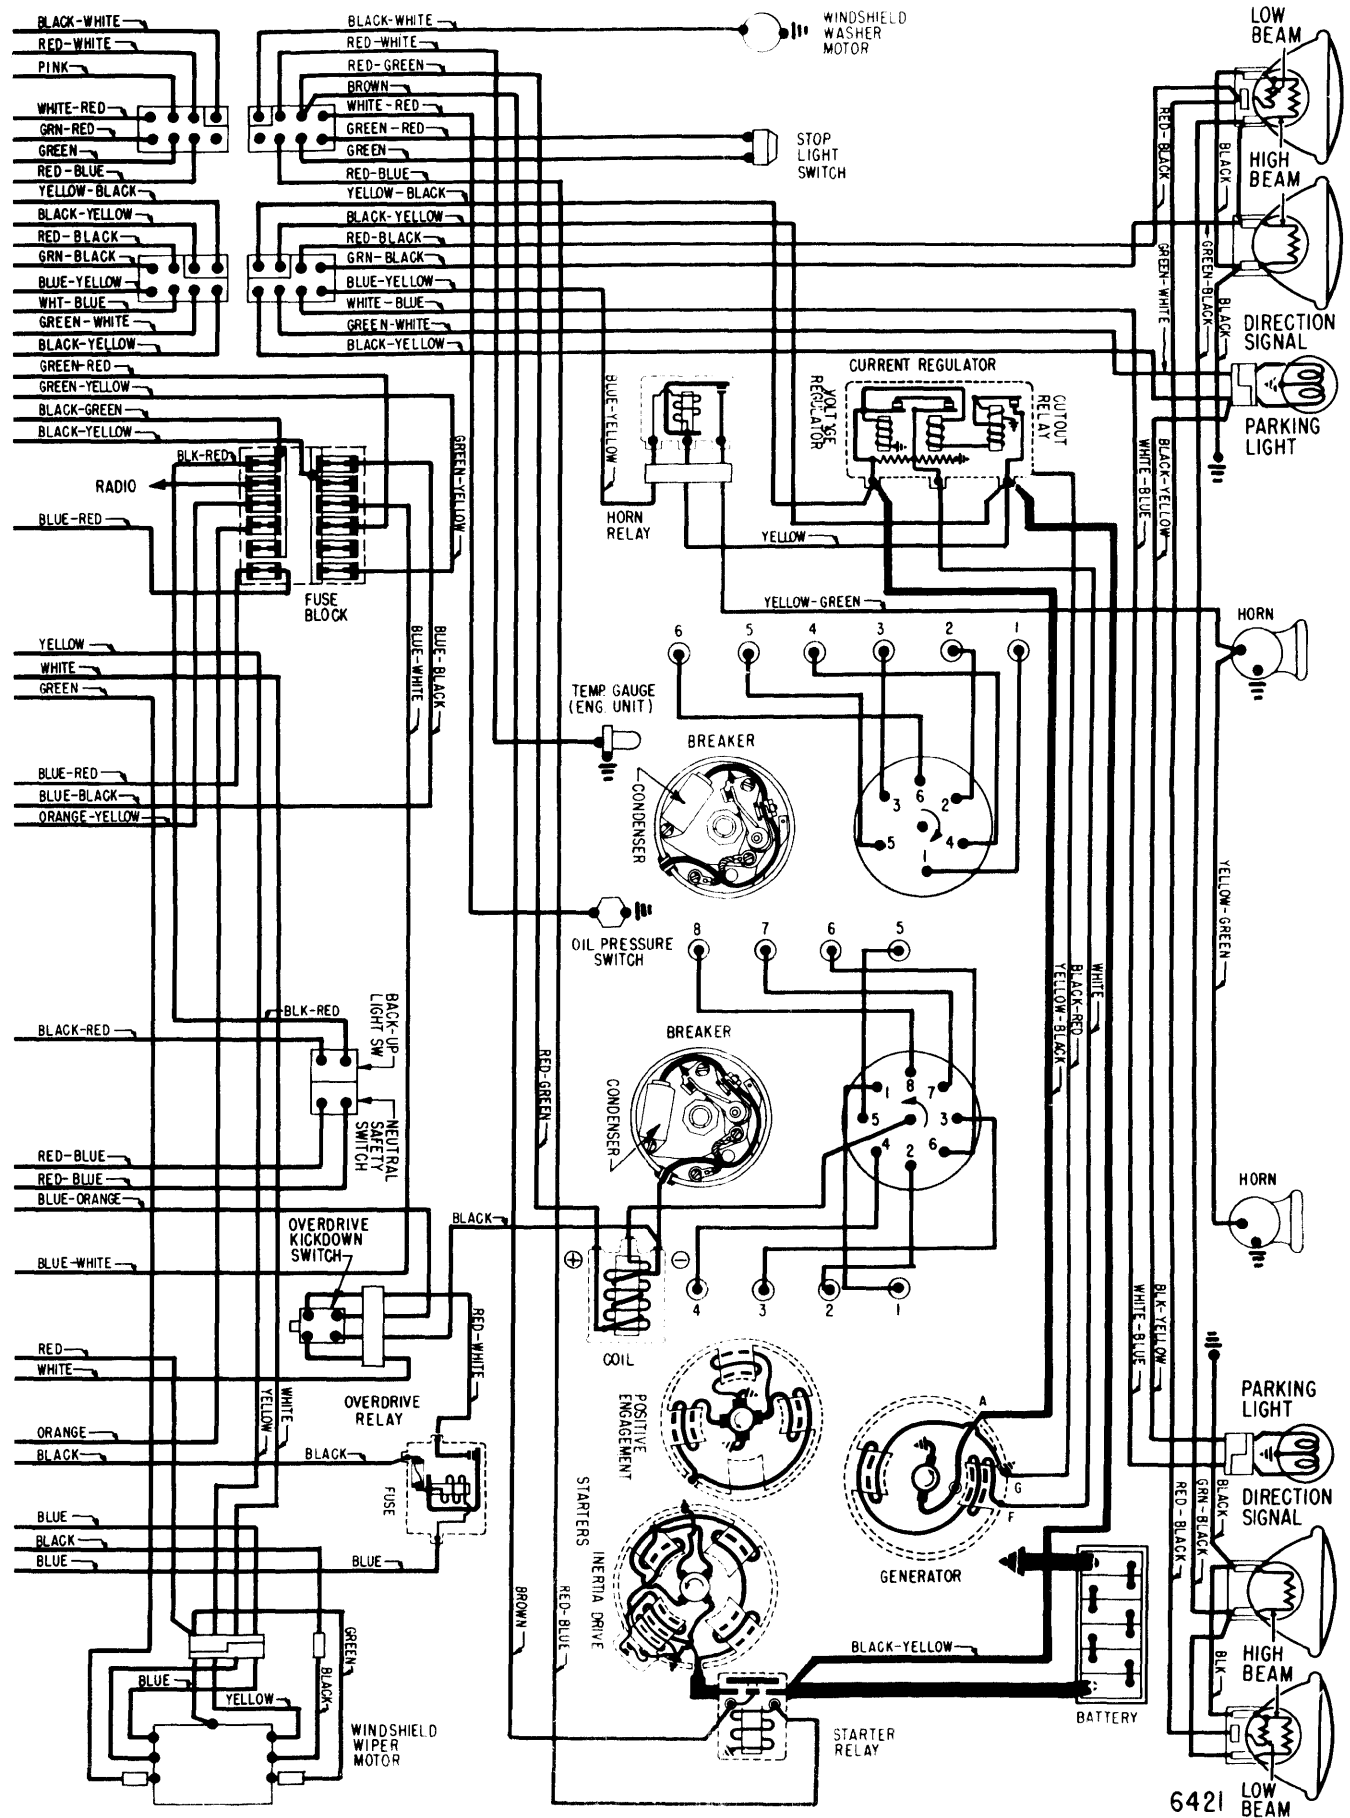 BLACK-WHITE
RED-WHITE
PINK
WHITE-RED
GRN-RED
GREEN
RED-BLUE
YELLOW-BLACK
BLACK-YELLOW
RED-BLACK
GRN-BLACK
BLUE-YELLOW
WHT-BLUE
GREEN-WHITE
BLACK-YELLOW
GREEN-RED
GREEN-YELLOW
BLACK-GREEN
BLACK-YELLOW
BLK-RED
RADIO
BLUE-RED
FUSE
BLOCK
YELLOW
WHITE
GREEN
BLUE-RED
BLUE-BLACK
ORANGE-YELLOW
BLACK-RED
BLK-RED
BACK-UP
LIGHT SW
NEUTRAL
SAFETY
SWITCH
RED-BLUE
RED-BLUE
BLUE-ORANGE
OVERDRIVE
KICKDOWN
SWITCH
BLUE-WHITE
RED
WHITE
OVERDRIVE
RELAY
ORANGE
BLACK
BLACK
YELLOW
WHITE
FUSE
BLUE
BLACK
BLUE
BLUE
BLUE
YELLOW
BLACK
GREEN
WINDSHIELD
WIPER
MOTOR
BLACK-WHITE
RED-WHITE
RED-GREEN
BROWN
WHITE-RED
GREEN-RED
GREEN
RED-BLUE
YELLOW-BLACK
BLACK-YELLOW
RED-BLACK
GRN-BLACK
BLUE-YELLOW
WHITE-BLUE
GREEN-WHITE
BLACK-YELLOW
GREEN-YELLOW
BLUE-WHITE
BLUE-BLACK
BLACK
RED-WHITE
RED-GREEN
BROWN
RED-BLUE
WINDSHIELD
WASHER
MOTOR
STOP
LIGHT
SWITCH
BLUE-YELLOW
HORN
RELAY
CURRENT REGULATOR
VOLTAGE
REGULATOR
CUTOUT
RELAY
YELLOW
YELLOW-GREEN
6 5 4 3 2 1
TEMP. GAUGE
(ENG. UNIT)
BREAKER
CONDENSER
6
3 2
5 4
1
OIL PRESSURE
SWITCH
8 7 6 5
BREAKER
CONDENSER
8
1 7
5 3
4 6
2
4 3 2 1
+
−
COIL
POSITIVE
ENGAGEMENT
STARTERS
INERTIA DRIVE
A
G
F
GENERATOR
BLACK-YELLOW
STARTER
RELAY
BATTERY
YELLOW-BLACK
BLACK-RED
WHITE
LOW
BEAM
HIGH
BEAM
RED-BLACK
BLACK
GREEN-WHITE
GREEN-BLACK
BLACK
DIRECTION
SIGNAL
PARKING
LIGHT
WHITE-BLUE
BLACK-YELLOW
HORN
YELLOW-GREEN
HORN
WHITE-BLUE
BLK-YELLOW
PARKING
LIGHT
DIRECTION
SIGNAL
RED-BLACK
GRN-BLACK
BLACK
HIGH
BEAM
BLK
LOW
BEAM
6421